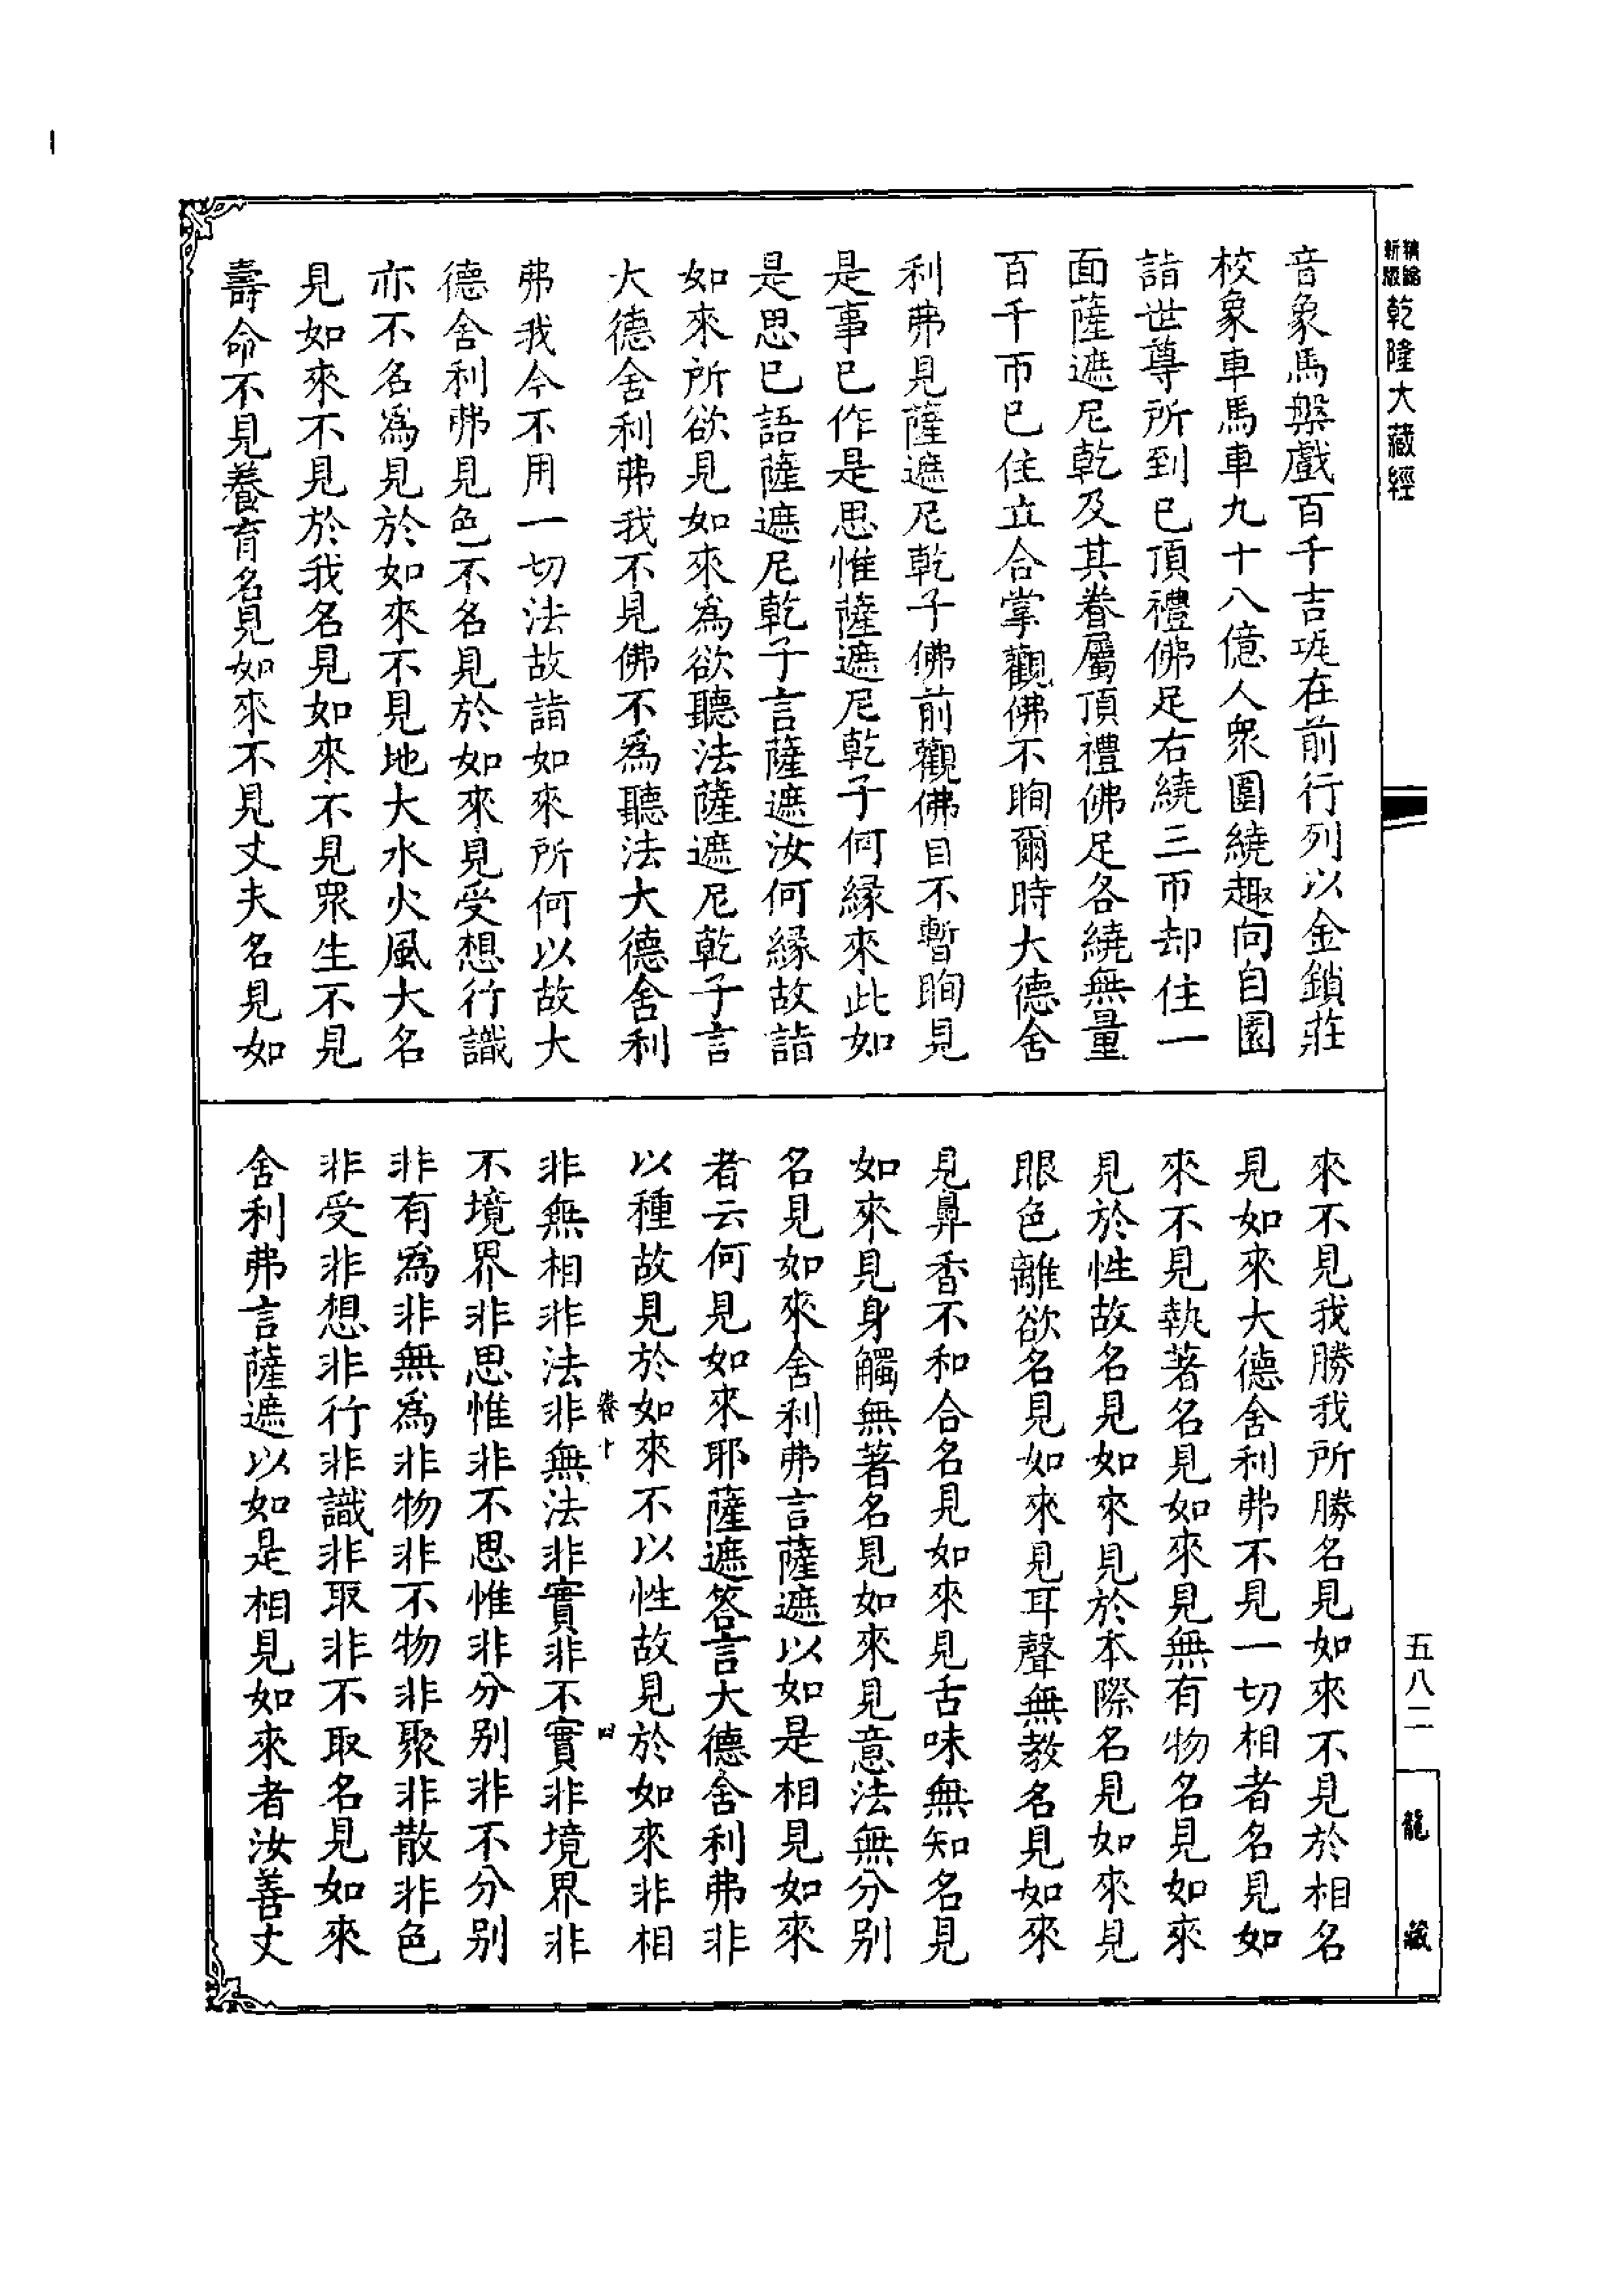 乾隆大藏經
音象馬槃戲百千吉在前行列以金鎖莊
校象車馬車九十八億人衆圍繞趣向自園
詣世尊所到已頂禮佛足右繞三帀却住一
面薩遮尼乾及其眷屬頂禮佛足各繞無量
百千帀已住立合掌觀佛不眴爾時大德舍
利弗見薩遮尼乾子佛前觀佛目不暫眴見
是事已作是思惟薩遮尼乾子何緣來此如
是思已語薩遮尼乾子言薩遮汝何緣故詣
如來所欲見如來爲欲聽法薩遮尼乾子言
大德舍利弗我不見佛不爲聽法大德舍利
弗我今不用一切法故詣如來所何以故大
德舍利弗見色不名見於如來見受想行識
亦不名爲見於如來不見地大水火風大名
見如來不見於我名見如來不見衆生不見
壽命不見養育名見如來不見丈夫名見如
來不見我勝我所勝名見如來不見於相名
見如來大德舍利弗不見一切相者名見如
來不見執著名見如來見無有物名見如來
見於性故名見如來見於本際名見如來見
眼色離欲名見如來見耳聲無教名見如來
見鼻香不和合名見如來見舌味無知名見
如來見身觸無著名見如來見意法無分別
名見如來舍利弗言薩遮以如是相見如來
者云何見如來耶薩遮答言大德舍利弗非
以種故見於如來不以性故見於如來非相
卷十
四
非無相非法非無法非實非不實非境界非
不境界非思惟非不思惟非分別非不分別
非有爲非無爲非物非不物非聚非散非色
非受非想非行非識非取非不取名見如來
舍利弗言薩遮以如是相見如來者汝善丈
五八二
龍藏